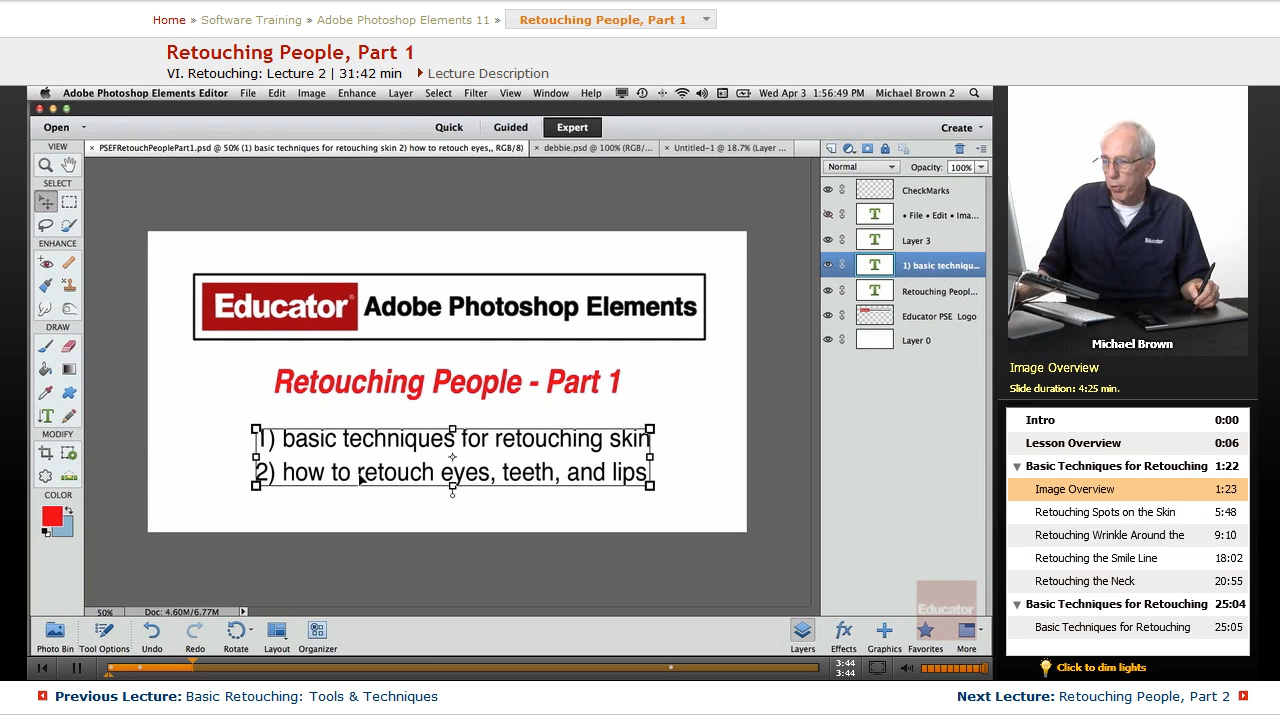 Home » Software Training » Adobe Photoshop Elements 11 » Retouching People, Part 1
Retouching People, Part 1
VI. Retouching: Lecture 2 | 31:42 min Lecture Description
Adobe Photoshop Elements Editor File Edit Image Enhance Layer Select Filter View Window Help Wed Apr 3 1:56:49 PM Michael Brown 2
Open Quick Guided Expert Create
VIEW
× PSEFRetouchPeoplePart1.psd @ 50% (1) basic techniques for retouching skin 2) how to retouch eyes,, RGB/8) × debbie.psd @ 100% (RGB/... × Untitled-1 @ 18.7% (Layer ...
Normal Opacity: 100%
SELECT
ENHANCE
DRAW
MODIFY
COLOR
CheckMarks
• File • Edit • Ima...
Layer 3
1) basic techniqu...
Retouching Peopl...
Educator PSE Logo
Layer 0
Educator® Adobe Photoshop Elements
Retouching People - Part 1
1) basic techniques for retouching skin
2) how to retouch eyes, teeth, and lips
Educator
50% Doc: 4.60M/6.77M
Photo Bin Tool Options Undo Redo Rotate Layout Organizer Layers Effects Graphics Favorites More
3:44
3:44
Educator
Michael Brown
Image Overview
Slide duration: 4:25 min.
Intro 0:00
Lesson Overview 0:06
Basic Techniques for Retouching 1:22
Image Overview 1:23
Retouching Spots on the Skin 5:48
Retouching Wrinkle Around the 9:10
Retouching the Smile Line 18:02
Retouching the Neck 20:55
Basic Techniques for Retouching 25:04
Basic Techniques for Retouching 25:05
Click to dim lights
Previous Lecture: Basic Retouching: Tools & Techniques
Next Lecture: Retouching People, Part 2